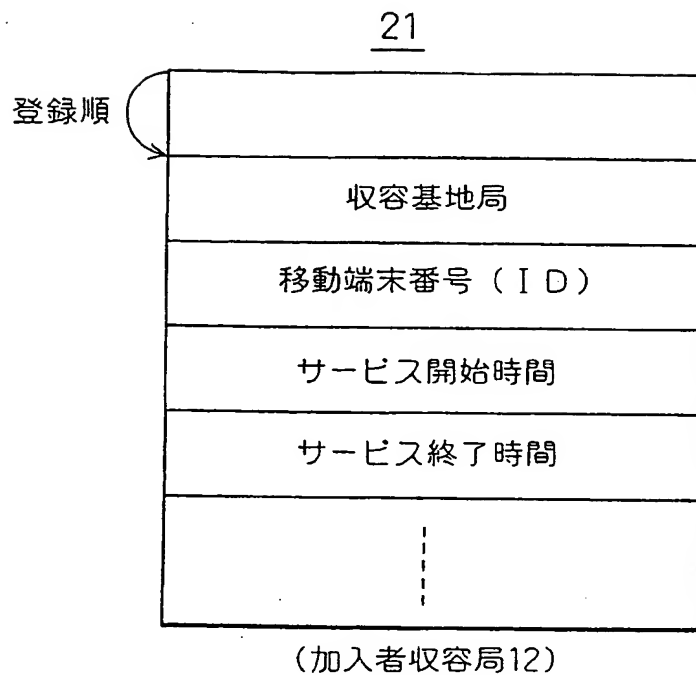 21
登録順
収容基地局
移動端末番号（ＩＤ）
サービス開始時間
サービス終了時間
(加入者収容局12)